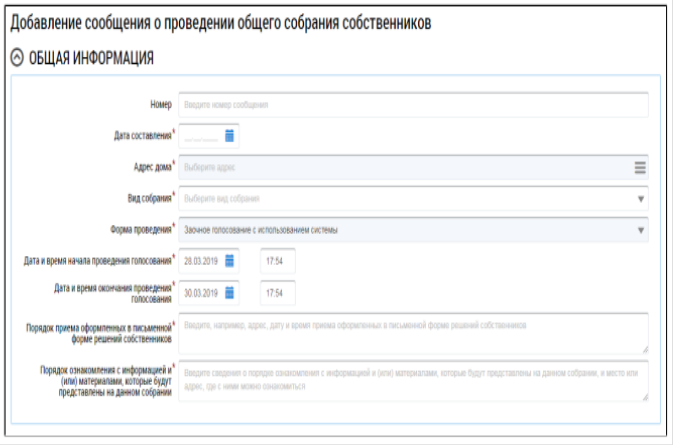 Добавление сообщения о проведении общего собрания собственников
ОБЩАЯ ИНФОРМАЦИЯ
Номер Введите номер сообщения
Дата составления* __.__.____
Адрес дома* Выберите адрес
Вид собрания* Выберите вид собрания
Форма проведения* Заочное голосование с использованием системы
Дата и время начала проведения голосования* 28.03.2019 17:54
Дата и время окончания проведения* 30.03.2019 17:54
голосования
Порядок приема оформленных в письменной* Введите, например, адрес, дату и время приема оформленных в письменной форме решений собственников
форме решений собственников
Порядок ознакомления с информацией и* Введите сведения о порядке ознакомления с информацией и (или) материалами, которые будут представлены на данном собрании, и место или
(или) материалами, которые будут адрес, где с ними можно ознакомиться
представлены на данном собрании